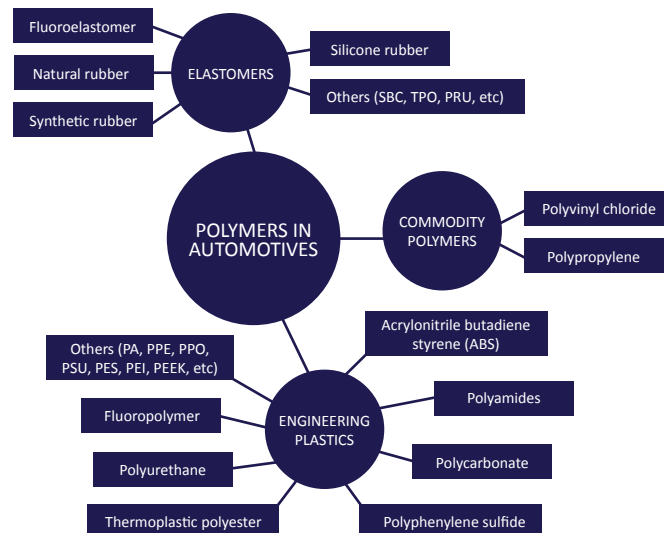 Fluoroelastomer
Natural rubber
Synthetic rubber
ELASTOMERS
Silicone rubber
Others (SBC, TPO, PRU, etc)
POLYMERS IN
AUTOMOTIVES
COMMODITY
POLYMERS
Polyvinyl chloride
Polypropylene
Others (PA, PPE, PPO,
PSU, PES, PEI, PEEK, etc)
Fluoropolymer
Polyurethane
Thermoplastic polyester
ENGINEERING
PLASTICS
Acrylonitrile butadiene
styrene (ABS)
Polyamides
Polycarbonate
Polyphenylene sulfide